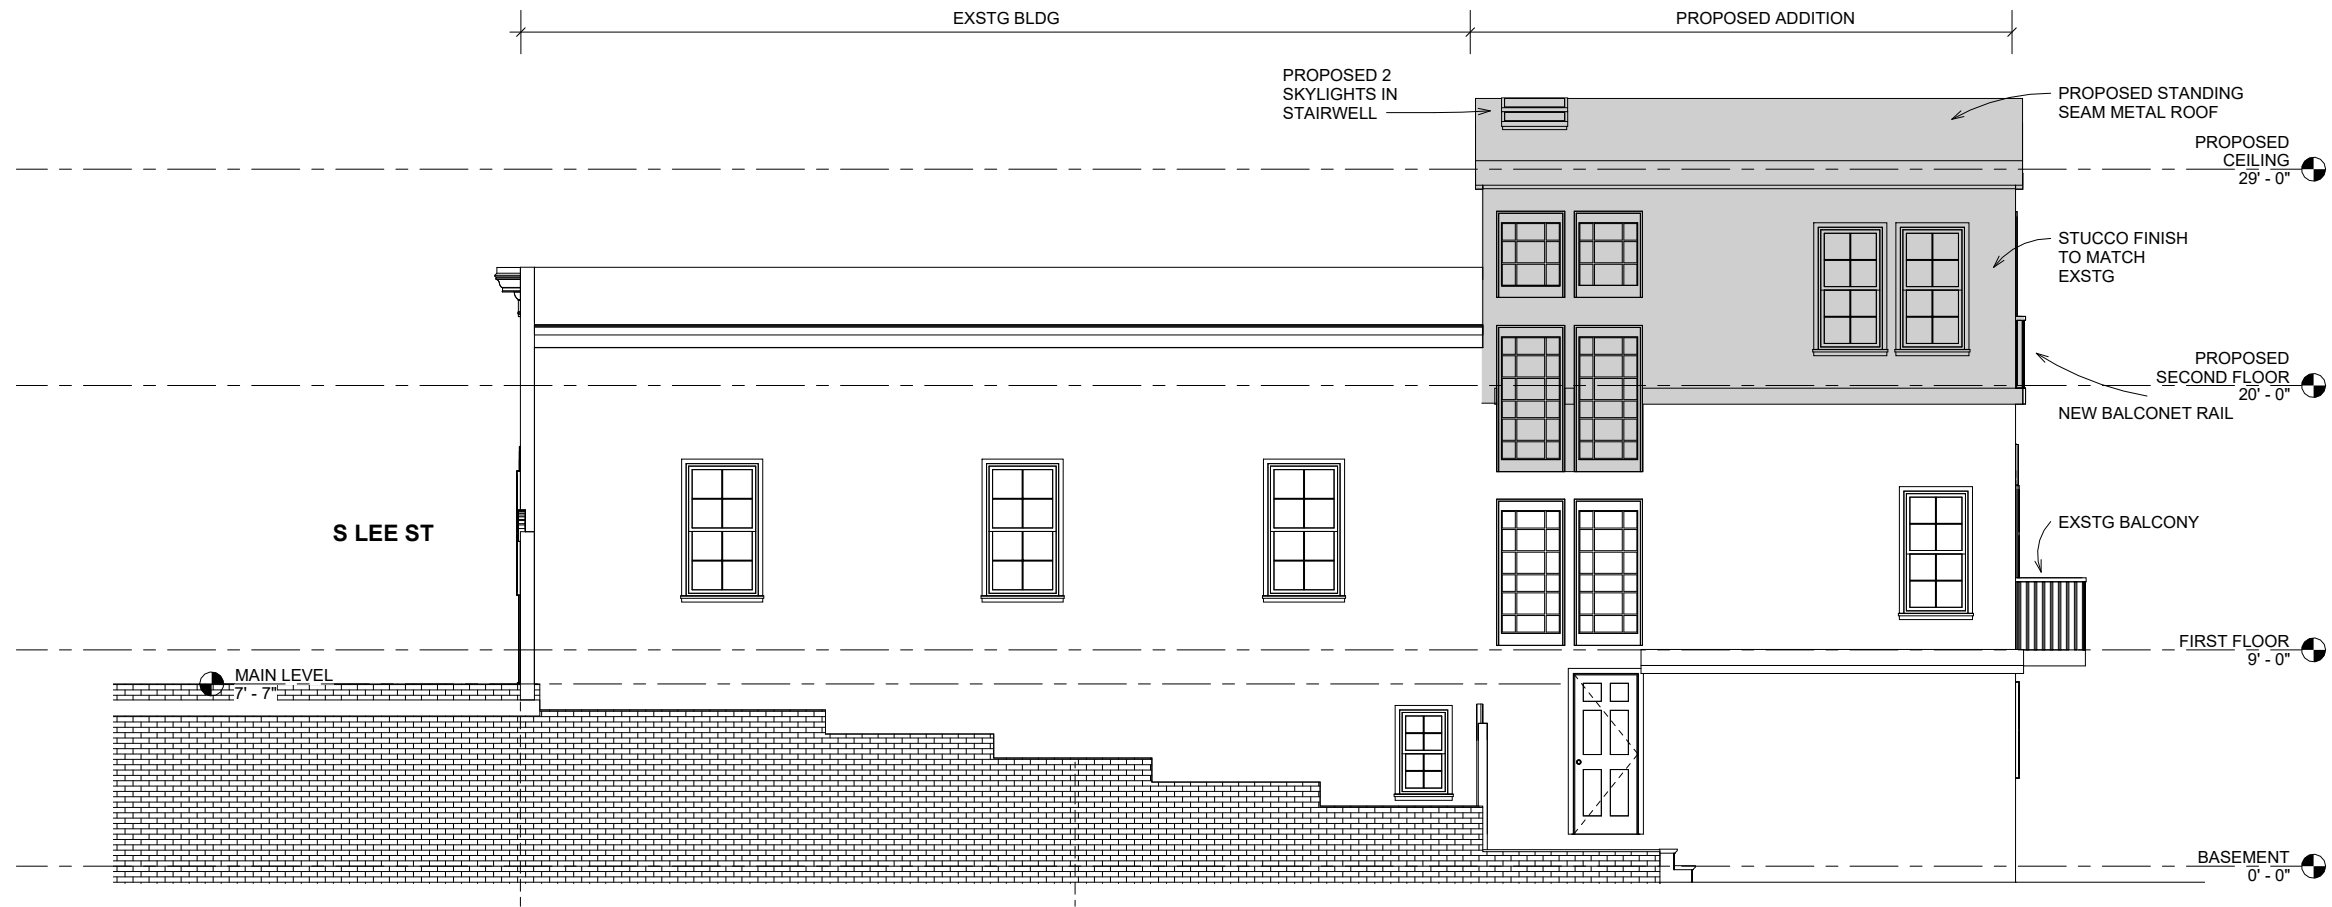 EXSTG BLDG
PROPOSED ADDITION
PROPOSED 2
SKYLIGHTS IN
STAIRWELL
PROPOSED STANDING
SEAM METAL ROOF
PROPOSED
CEILING
29' - 0"
STUCCO FINISH
TO MATCH
EXSTG
PROPOSED
SECOND FLOOR
20' - 0"
NEW BALCONET RAIL
S LEE ST
EXSTG BALCONY
FIRST FLOOR
9' - 0"
MAIN LEVEL
7' - 7"
BASEMENT
0' - 0"